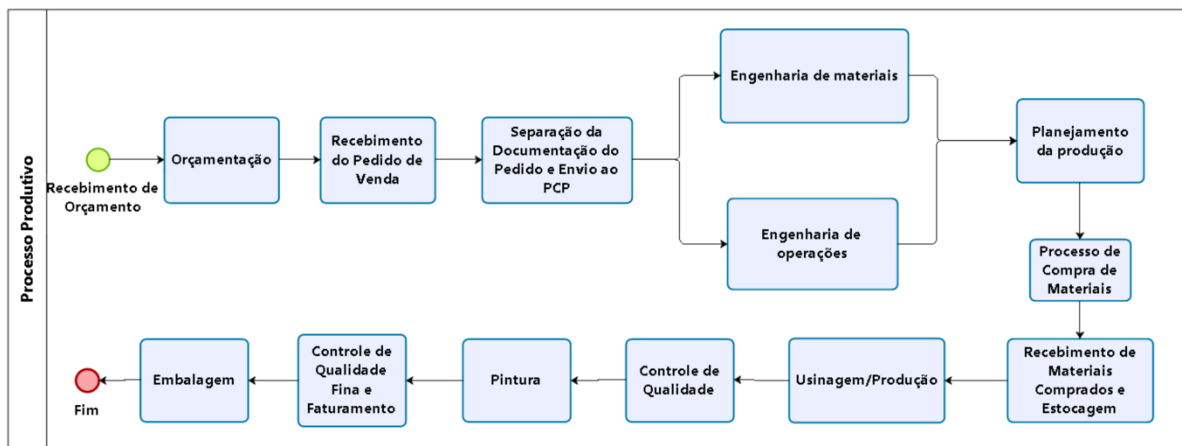 Processo Produtivo
Recebimento de
Orçamento
Orçamentação
Recebimento
do Pedido de
Venda
Separação da
Documentação do
Pedido e Envio ao
PCP
Engenharia de materiais
Engenharia de
operações
Planejamento
da produção
Processo de
Compra de
Materiais
Recebimento de
Materiais
Comprados e
Estocagem
Usinagem/Produção
Controle de
Qualidade
Pintura
Controle de
Qualidade
Fina e
Faturamento
Embalagem
Fim